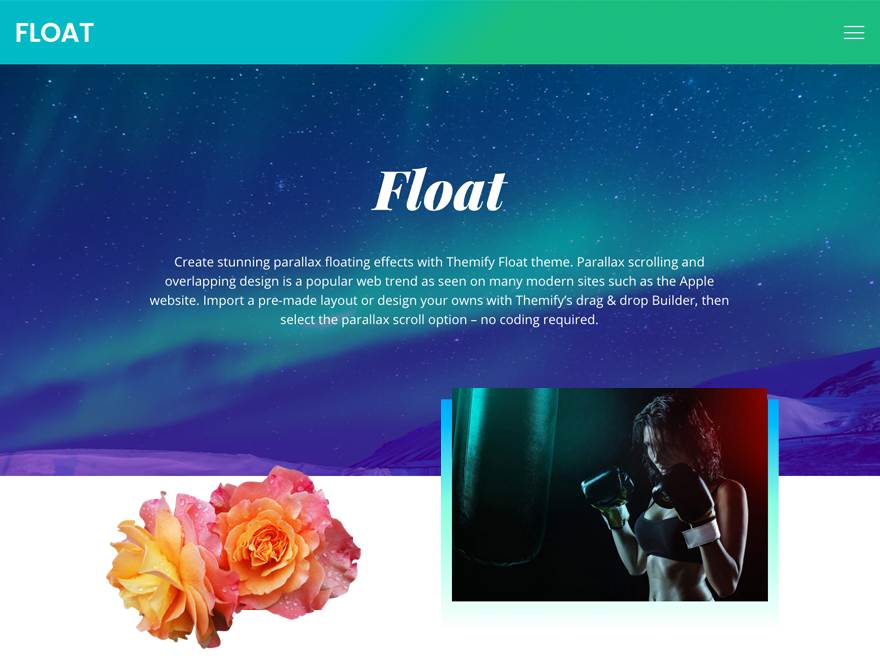 FLOAT
Float
Create stunning parallax floating effects with Themify Float theme. Parallax scrolling and
overlapping design is a popular web trend as seen on many modern sites such as the Apple
website. Import a pre-made layout or design your owns with Themify’s drag & drop Builder, then
select the parallax scroll option – no coding required.